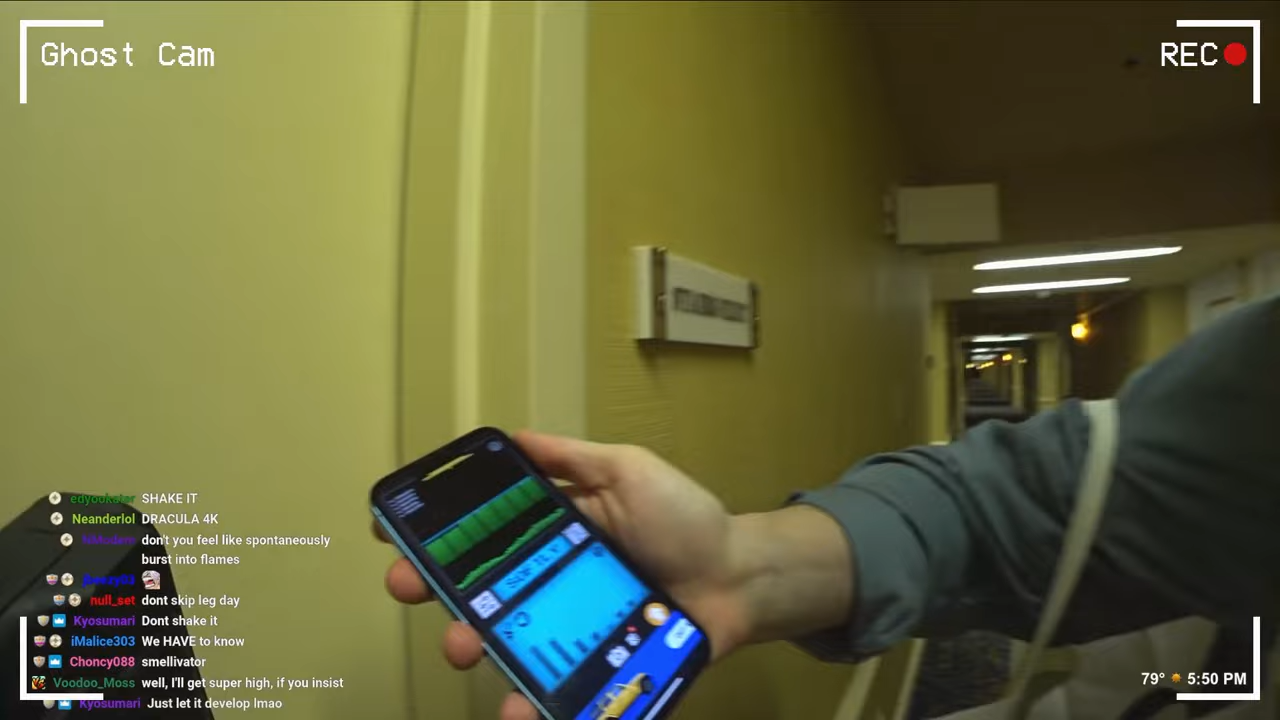 Ghost Cam
REC
edyookster SHAKE IT
Neanderlol DRACULA 4K
don't you feel like spontaneously
burst into flames
null_set dont skip leg day
Kyosumari Dont shake it
iMalice303 We HAVE to know
Choncy088 smellivator
Voodoo_Moss well, I'll get super high, if you insist
Kyosumari Just let it develop lmao
79° 5:50 PM